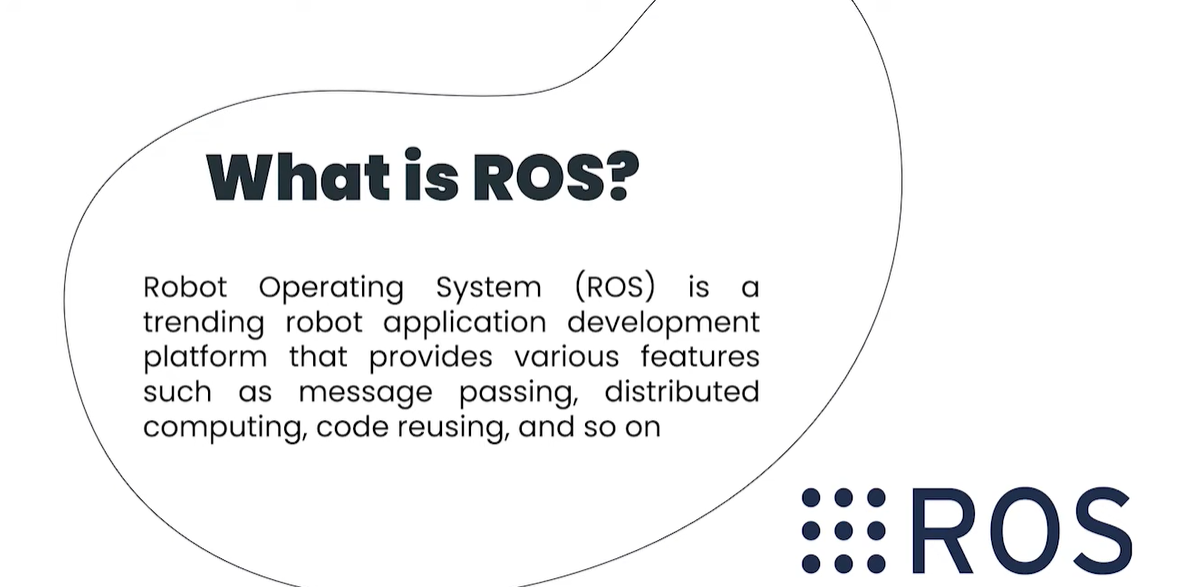 What is ROS?
Robot Operating System (ROS) is a
trending robot application development
platform that provides various features
such as message passing, distributed
computing, code reusing, and so on
ROS